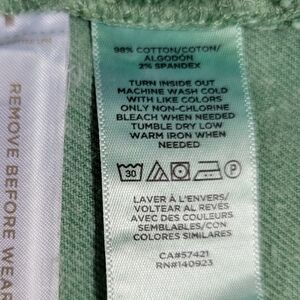 98% COTTON/COTON/
ALGODÓN
2% SPANDEX
TURN INSIDE OUT
MACHINE WASH COLD
WITH LIKE COLORS
ONLY NON-CHLORINE
BLEACH WHEN NEEDED
TUMBLE DRY LOW
WARM IRON WHEN
NEEDED
30
P
LAVER À L'ENVERS/
VOLTEAR AL REVÉS
AVEC DES COULEURS
SEMBLABLES/CON
COLORES SIMILARES
CA#57421
RN#140923
REMOVE BEFORE WEAR